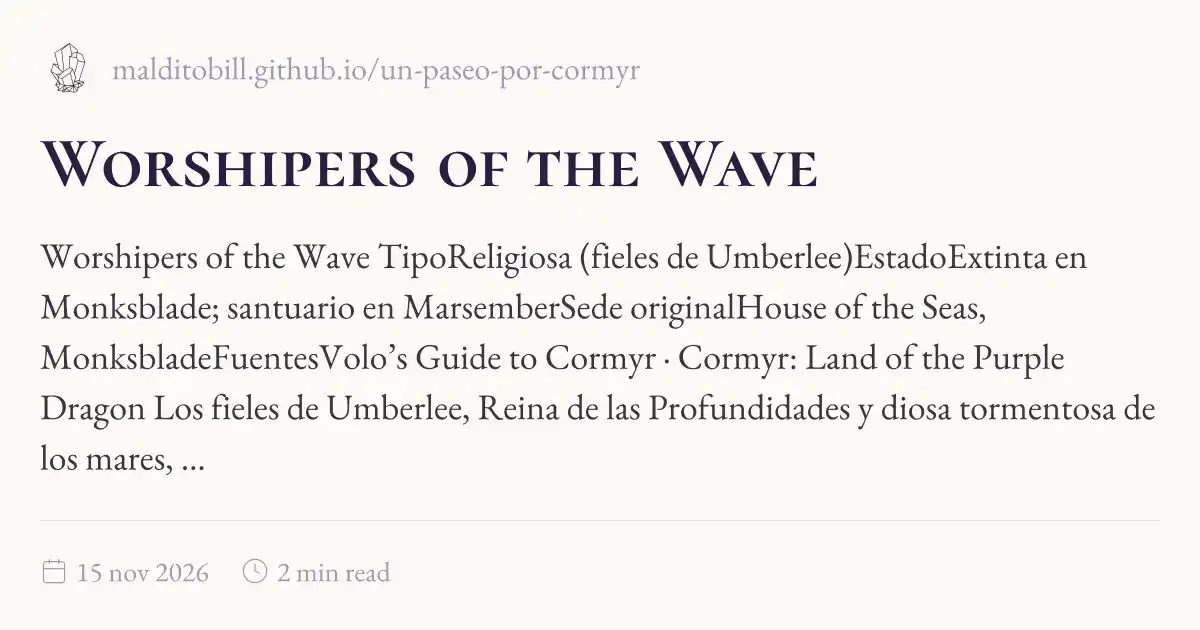 malditobill.github.io/un-paseo-por-cormyr
Worshipers of the Wave
Worshipers of the Wave TipoReligiosa (fieles de Umberlee)EstadoExtinta en
Monksblade; santuario en MarsemberSede originalHouse of the Seas,
MonksbladeFuentesVolo’s Guide to Cormyr · Cormyr: Land of the Purple
Dragon Los fieles de Umberlee, Reina de las Profundidades y diosa tormentosa de
los mares, ...
15 nov 2026 2 min read